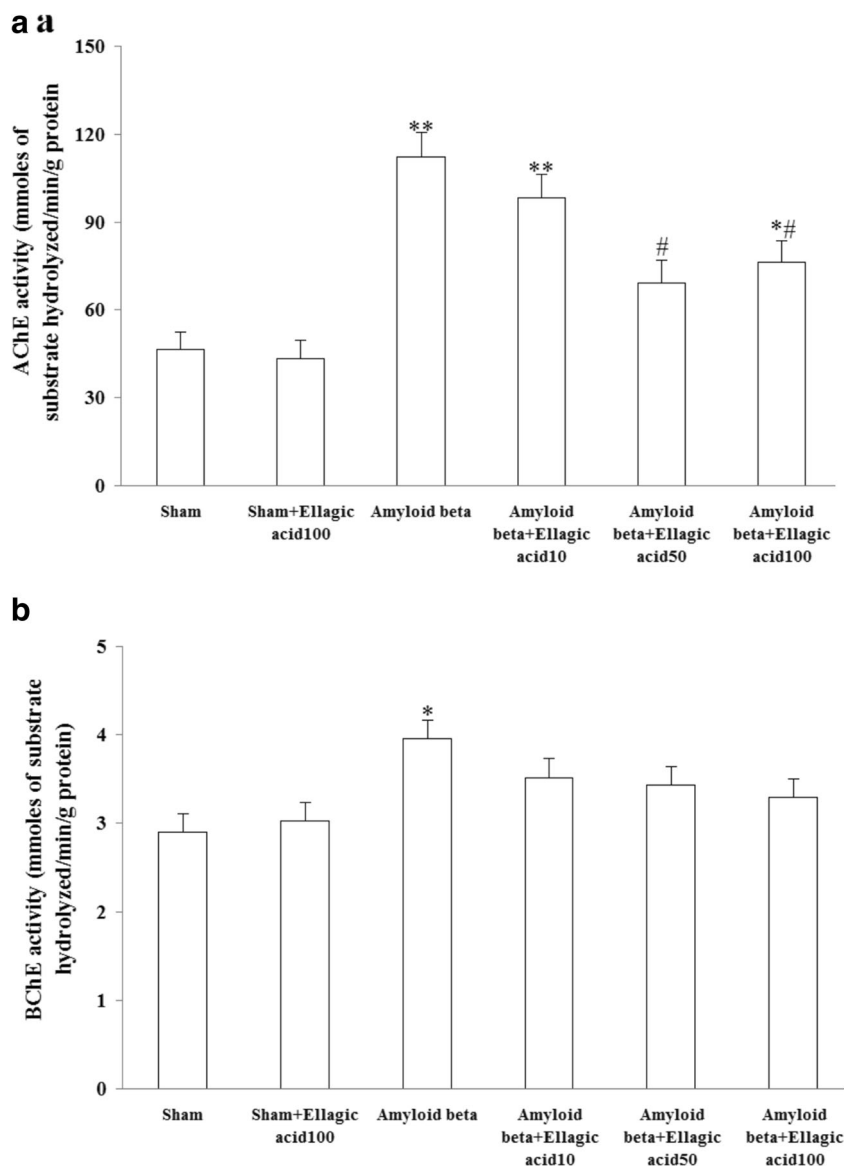 a a
AChE activity (mmoles of
substrate hydrolyzed/min/g protein
150
120
90
60
30
0
**
**
#
*#
Sham
Sham+Ellagic
acid100
Amyloid beta
Amyloid
beta+Ellagic
acid10
Amyloid
beta+Ellagic
acid50
Amyloid
beta+Ellagic
acid100
b
BChE activity (mmoles of substrate
hydrolyzed/min/g protein)
5
4
3
2
1
0
*
Sham
Sham+Ellagic
acid100
Amyloid beta
Amyloid
beta+Ellagic
acid10
Amyloid
beta+Ellagic
acid50
Amyloid
beta+Ellagic
acid100